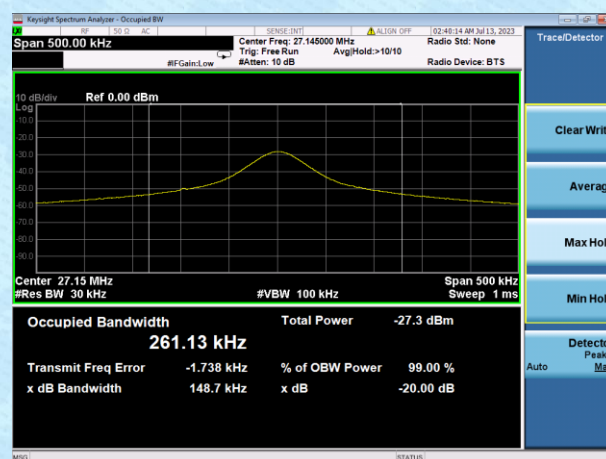 Keysight Spectrum Analyzer - Occupied BW
RF 50 Ω AC SENSE:INT ALIGN OFF 02:40:14 AM Jul 13, 2023
Span 500.00 kHz
Center Freq: 27.145000 MHz
Radio Std: None
Trig: Free Run Avg|Hold:>10/10
#IFGain:Low #Atten: 10 dB Radio Device: BTS
Trace/Detector
10 dB/div Ref 0.00 dBm
Log
-10.0
-20.0
-30.0
-40.0
-50.0
-60.0
-70.0
-80.0
-90.0
Center 27.15 MHz Span 500 kHz
#Res BW 30 kHz #VBW 100 kHz Sweep 1 ms
Occupied Bandwidth Total Power -27.3 dBm
261.13 kHz
Transmit Freq Error -1.738 kHz % of OBW Power 99.00 %
x dB Bandwidth 148.7 kHz x dB -20.00 dB
MSG STATUS
Clear Writ
Averag
Max Hol
Min Hol
Detecto
Peak
Auto Ma